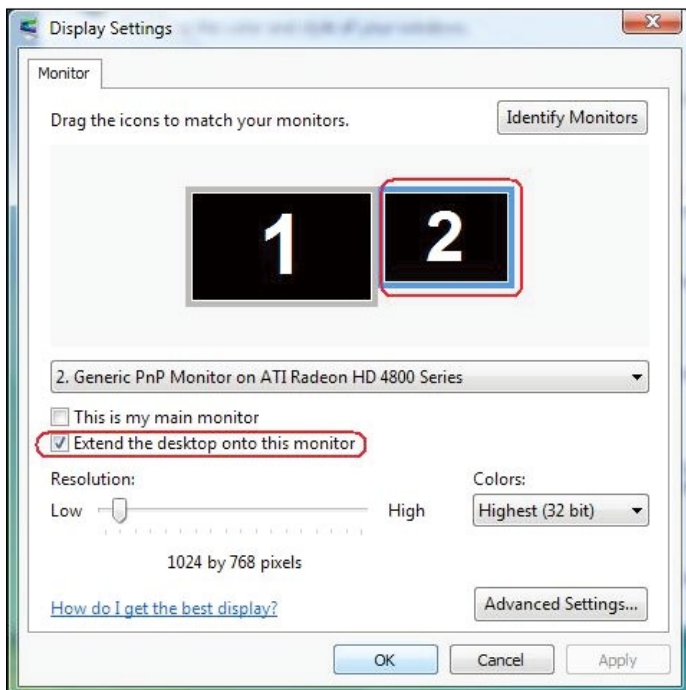 Display Settings
Monitor
Drag the icons to match your monitors.
Identify Monitors
1
2
2. Generic PnP Monitor on ATI Radeon HD 4800 Series
This is my main monitor
Extend the desktop onto this monitor
Resolution:
Colors:
Low
High
Highest (32 bit)
1024 by 768 pixels
How do I get the best display?
Advanced Settings...
OK
Cancel
Apply